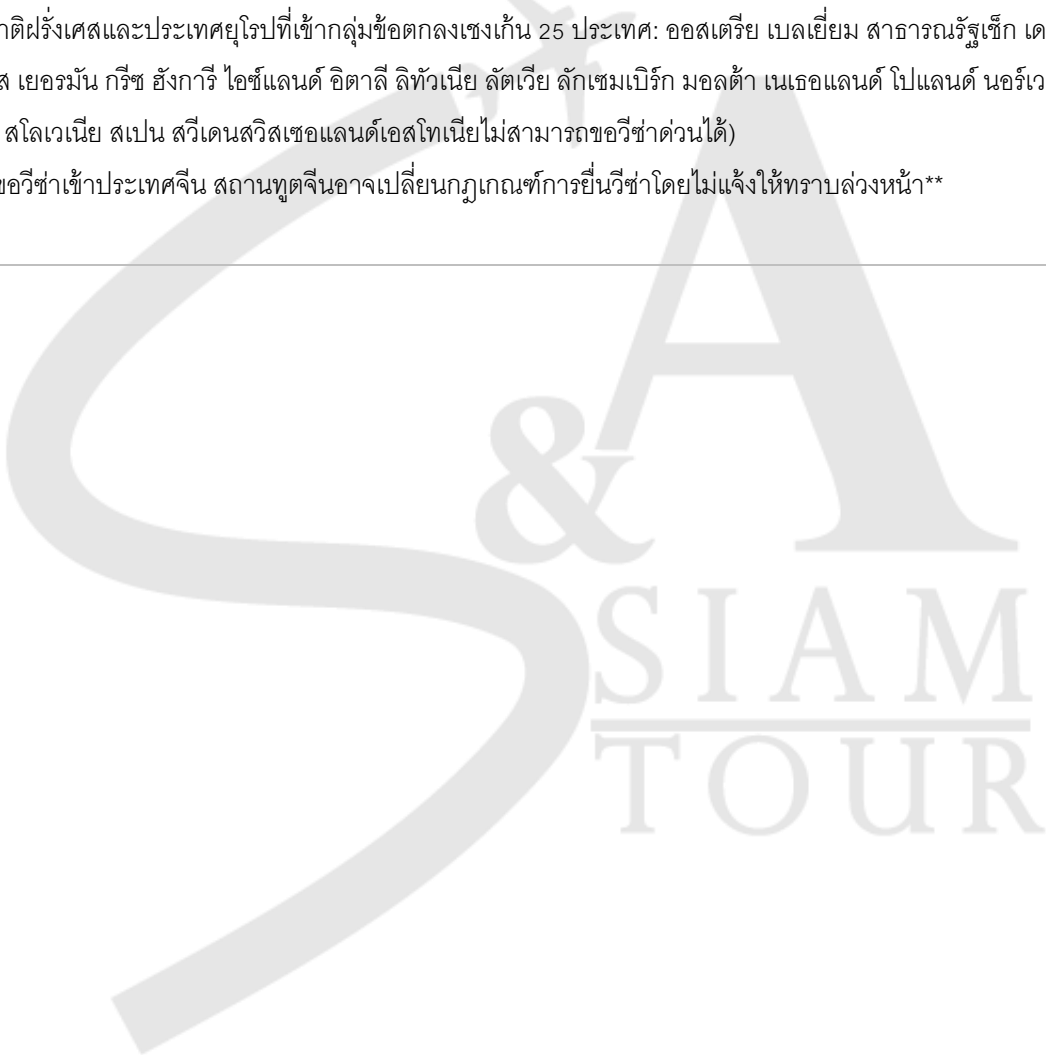 าติฝรั่งเศสและประเทศยุโรปที่เข้ากลุ่มข้อตกลงเชงเก้น 25 ประเทศ: ออสเตรีย เบลเยี่ยม สาธารณรัฐเช็ก เด
ส เยอรมัน กรีซ ฮังการี ไอซ์แลนด์ อิตาลี ลิทัวเนีย ลัตเวีย ลักเซมเบิร์ก มอลต้า เนเธอแลนด์ โปแลนด์ นอร์เว
สโลเวเนีย สเปน สวีเดนสวิสเซอแลนด์เอสโทเนียไม่สามารถขอวีซ่าด่วนได้)
ขอวีซ่าเข้าประเทศจีน สถานทูตจีนอาจเปลี่ยนกฎเกณฑ์การยื่นวีซ่าโดยไม่แจ้งให้ทราบล่วงหน้า**
S&A
SIAM
TOUR